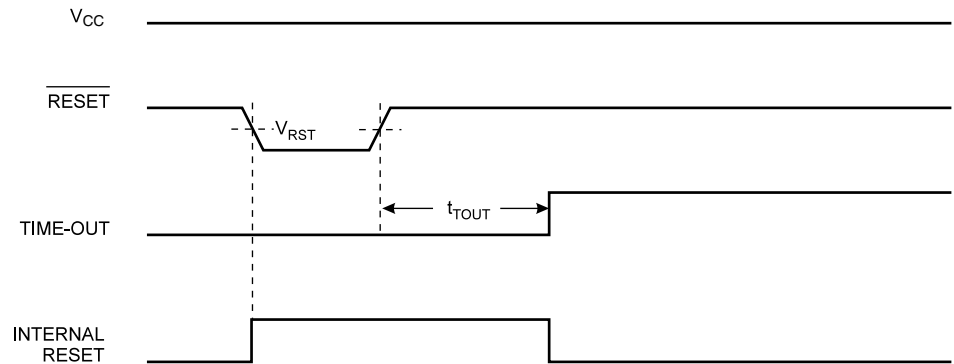 VCC
RESET
VRST
tTOUT
TIME-OUT
INTERNAL
RESET